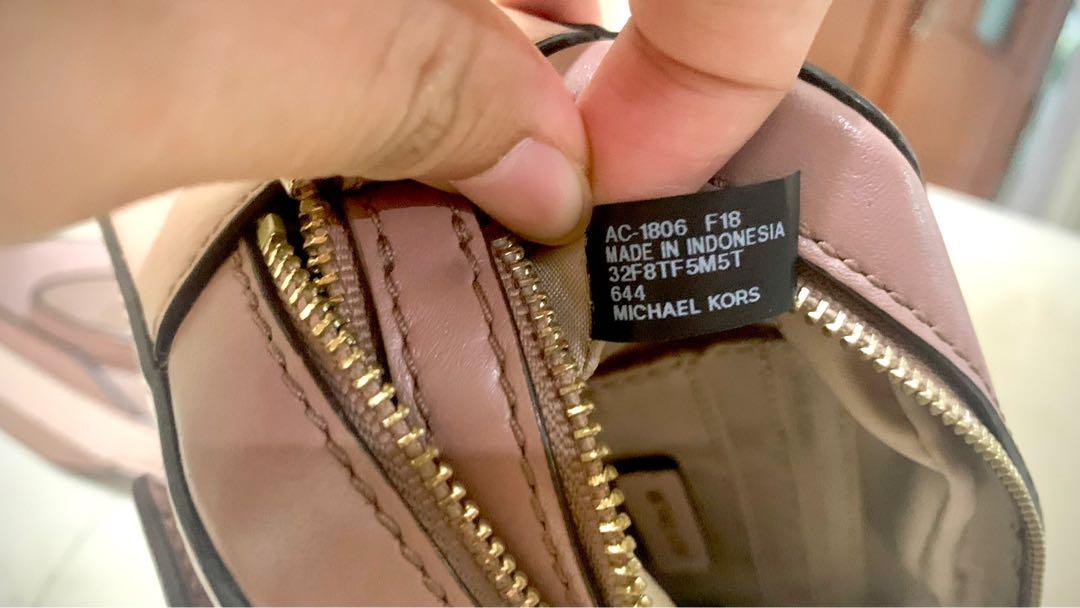 AC-1806 F18
MADE IN INDONESIA
32F8TF5M5T
644
MICHAEL KORS